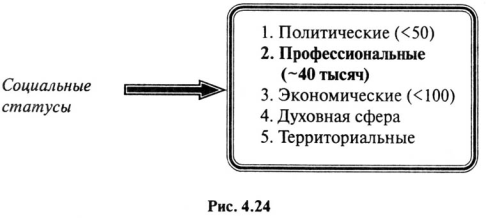 Социальные
статусы
1. Политические (<50)
2. Профессиональные
(~40 тысяч)
3. Экономические (<100)
4. Духовная сфера
5. Территориальные
Рис. 4.24